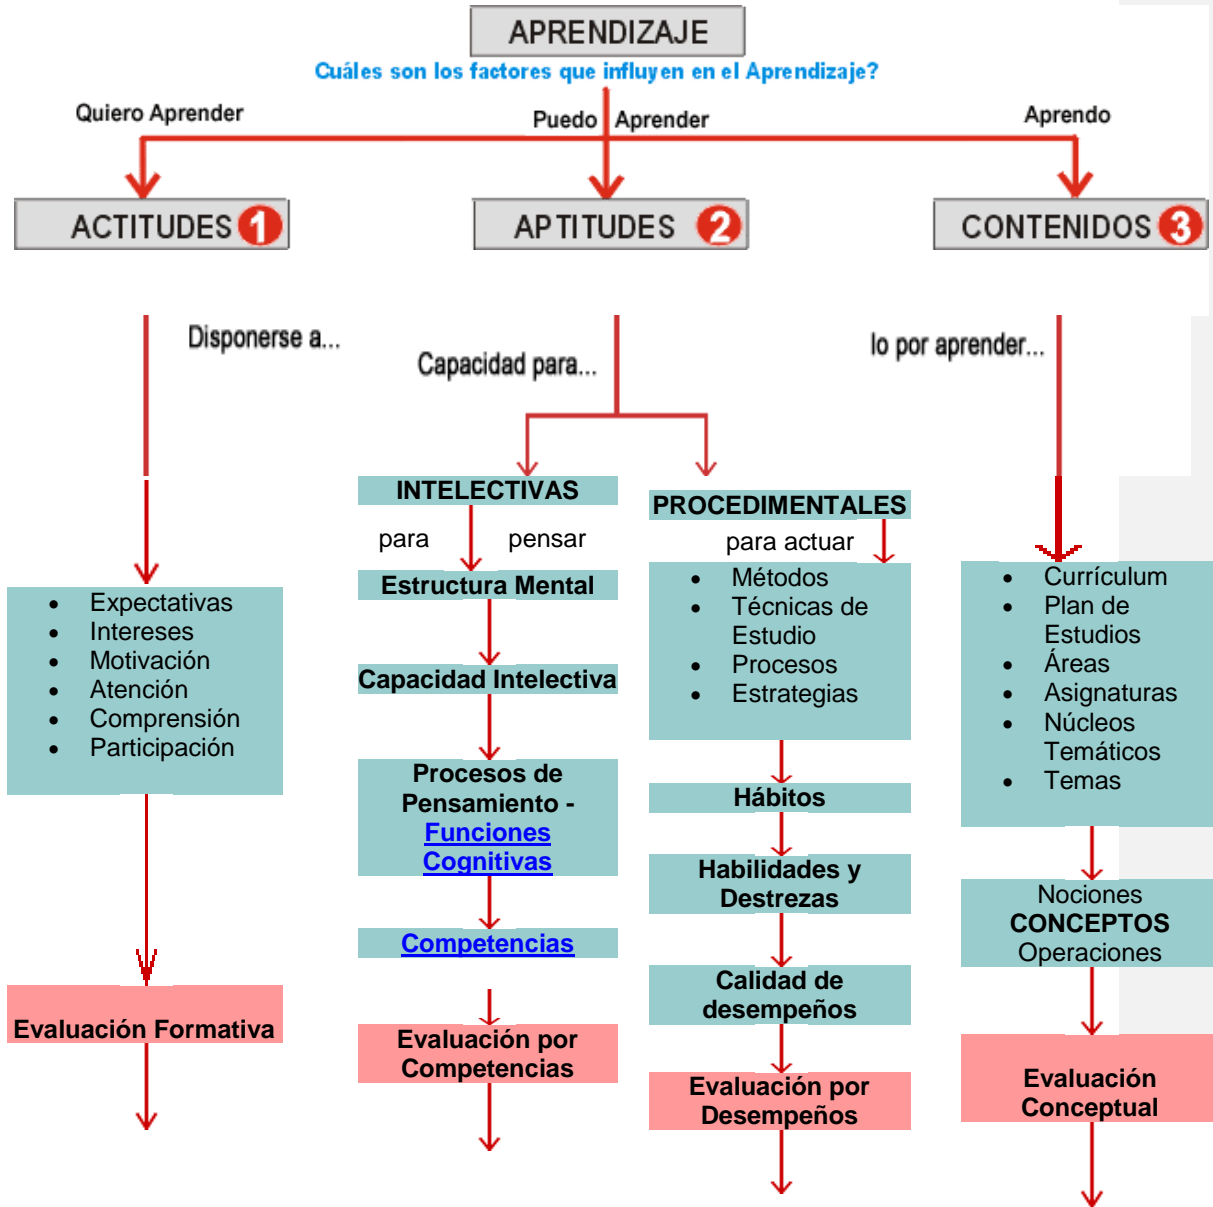 APRENDIZAJE
Cuáles son los factores que influyen en el Aprendizaje?
Quiero Aprender
Puedo Aprender
Aprendo
ACTITUDES 1
APTITUDES 2
CONTENIDOS 3
Disponerse a...
Capacidad para...
lo por aprender...
Expectativas
Intereses
Motivación
Atención
Comprensión
Participación
Evaluación Formativa
INTELECTIVAS
para pensar
Estructura Mental
Capacidad Intelectiva
Procesos de
Pensamiento -
Funciones
Cognitivas
Competencias
Evaluación por
Competencias
PROCEDIMENTALES
para actuar
Métodos
Técnicas de
Estudio
Procesos
Estrategias
Hábitos
Habilidades y
Destrezas
Calidad de
desempeños
Evaluación por
Desempeños
Currículum
Plan de
Estudios
Áreas
Asignaturas
Núcleos
Temáticos
Temas
Nociones
CONCEPTOS
Operaciones
Evaluación
Conceptual